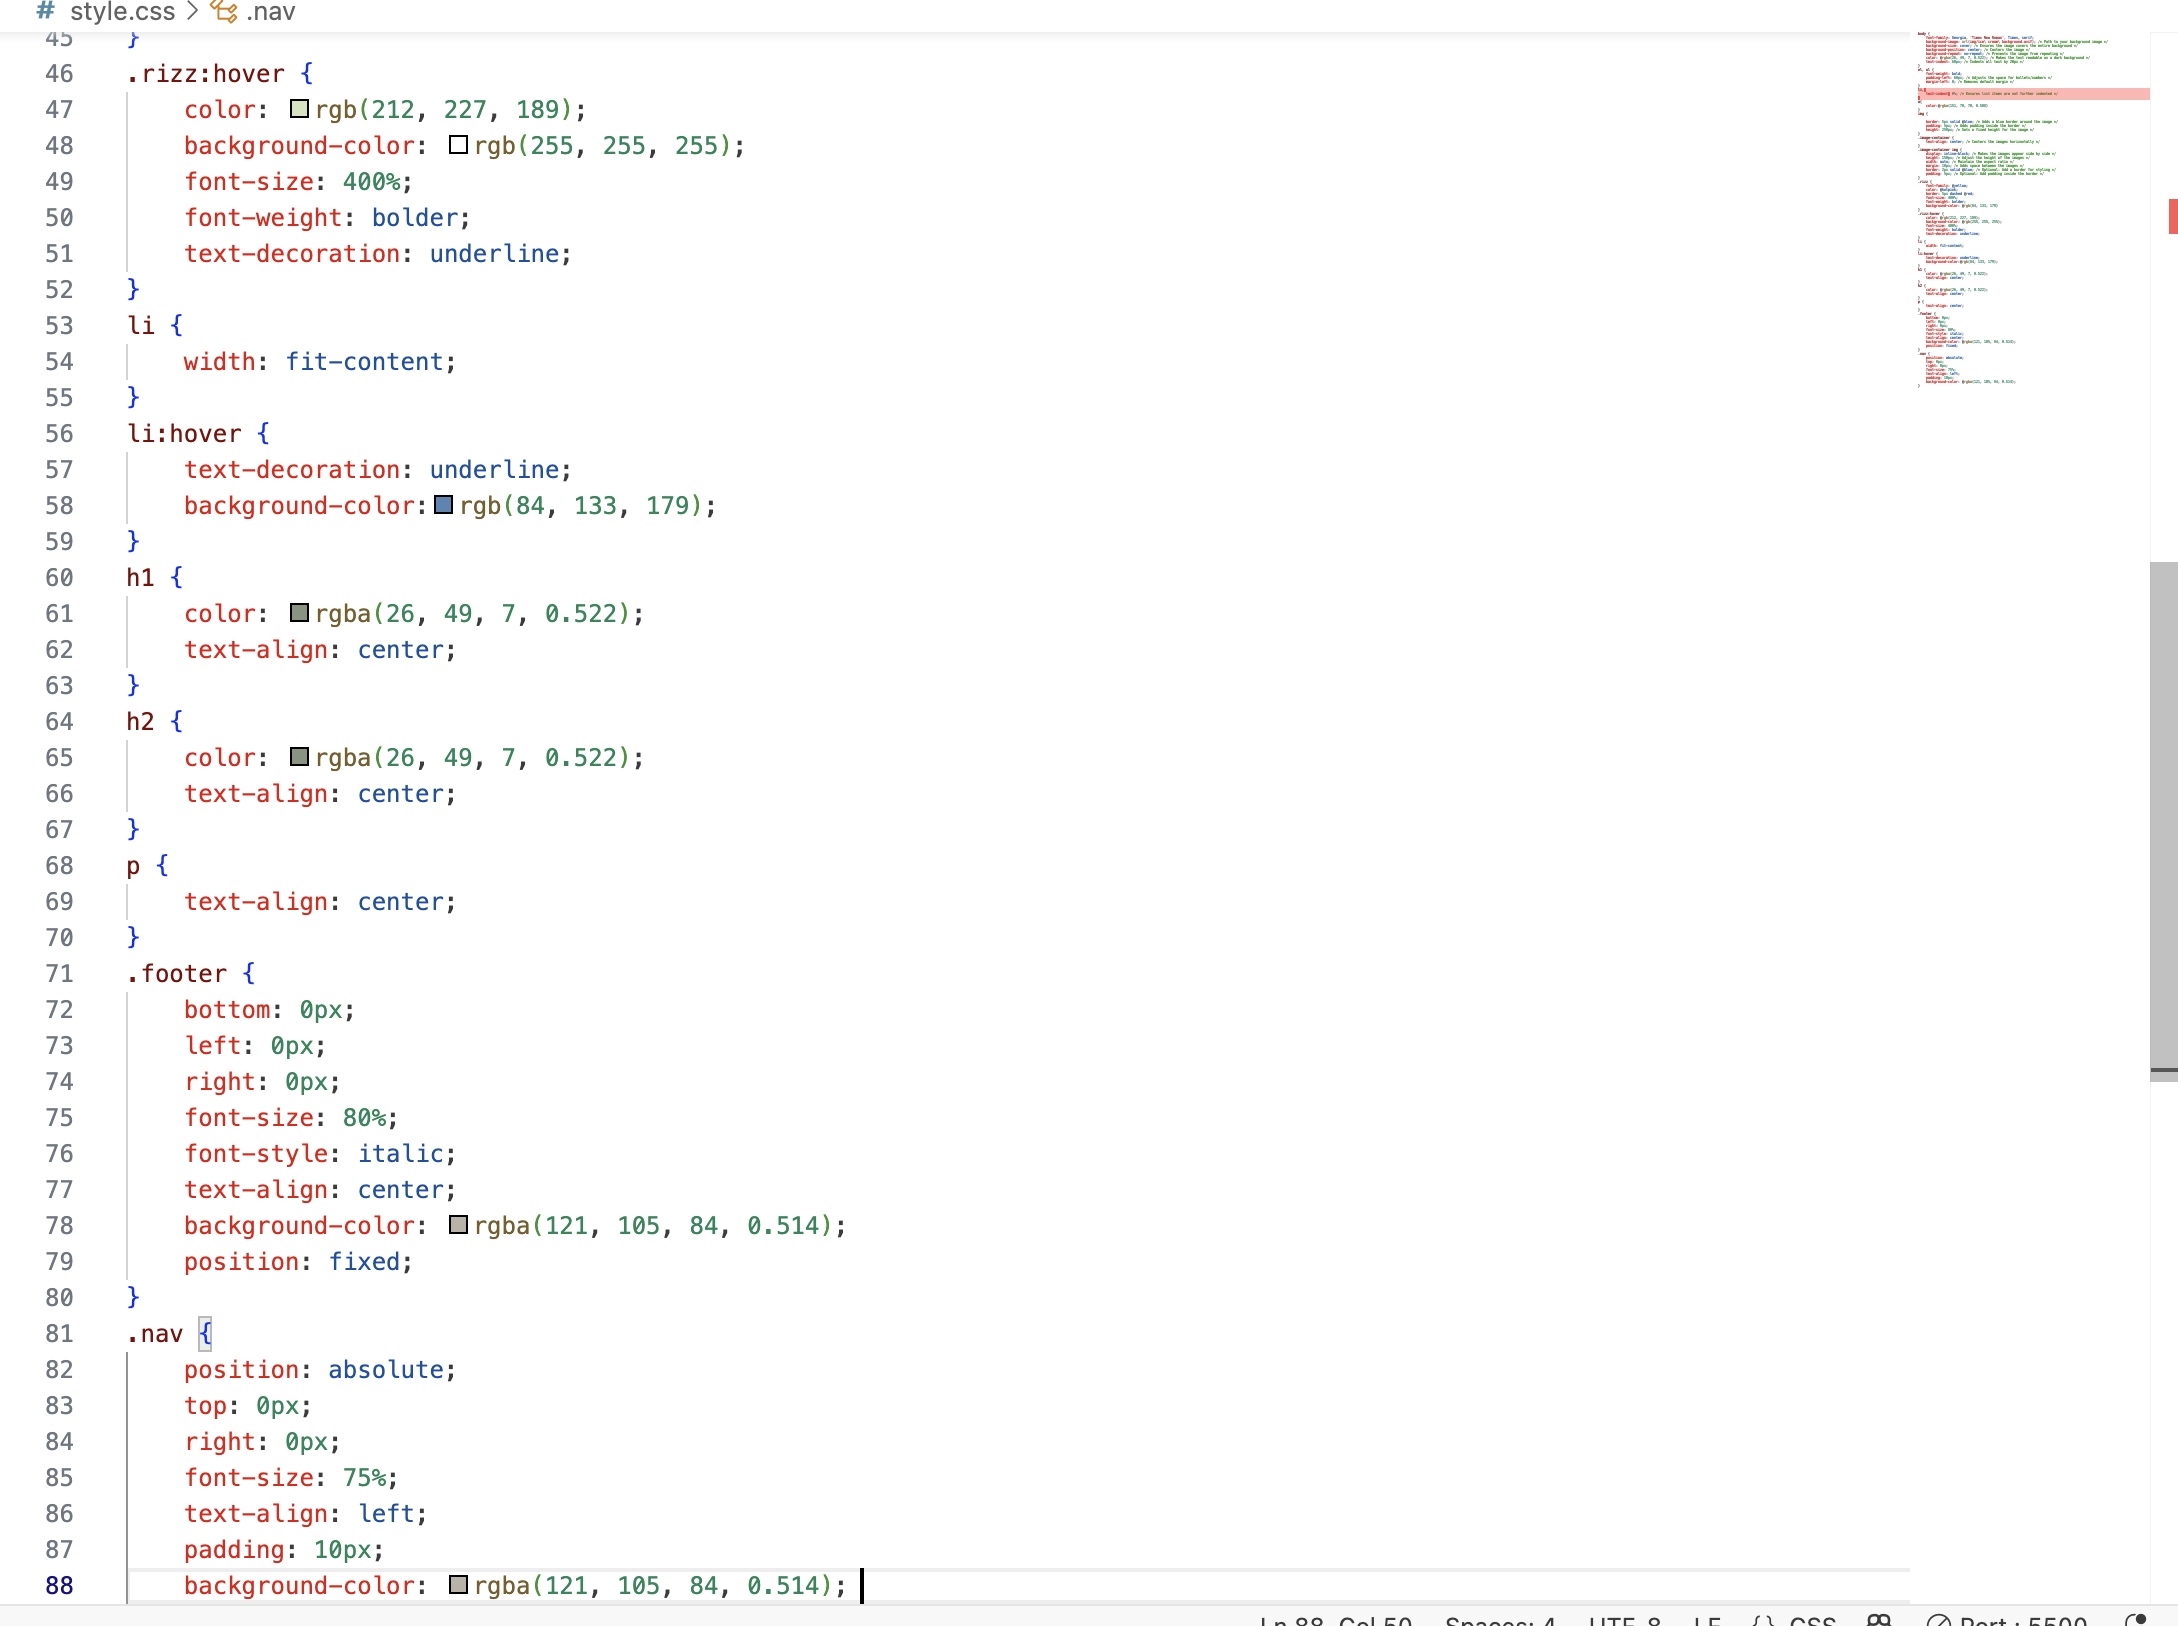 # style.css > .nav
45 }
46 .rizz:hover {
47 color: rgb(212, 227, 189);
48 background-color: rgb(255, 255, 255);
49 font-size: 400%;
50 font-weight: bolder;
51 text-decoration: underline;
52 }
53 li {
54 width: fit-content;
55 }
56 li:hover {
57 text-decoration: underline;
58 background-color:rgb(84, 133, 179);
59 }
60 h1 {
61 color: rgba(26, 49, 7, 0.522);
62 text-align: center;
63 }
64 h2 {
65 color: rgba(26, 49, 7, 0.522);
66 text-align: center;
67 }
68 p {
69 text-align: center;
70 }
71 .footer {
72 bottom: 0px;
73 left: 0px;
74 right: 0px;
75 font-size: 80%;
76 font-style: italic;
77 text-align: center;
78 background-color: rgba(121, 105, 84, 0.514);
79 position: fixed;
80 }
81 .nav {
82 position: absolute;
83 top: 0px;
84 right: 0px;
85 font-size: 75%;
86 text-align: left;
87 padding: 10px;
88 background-color: rgba(121, 105, 84, 0.514);
Ln 88, Col 50 Spaces: 4 UTF-8 LF {} CSS Port : 5500